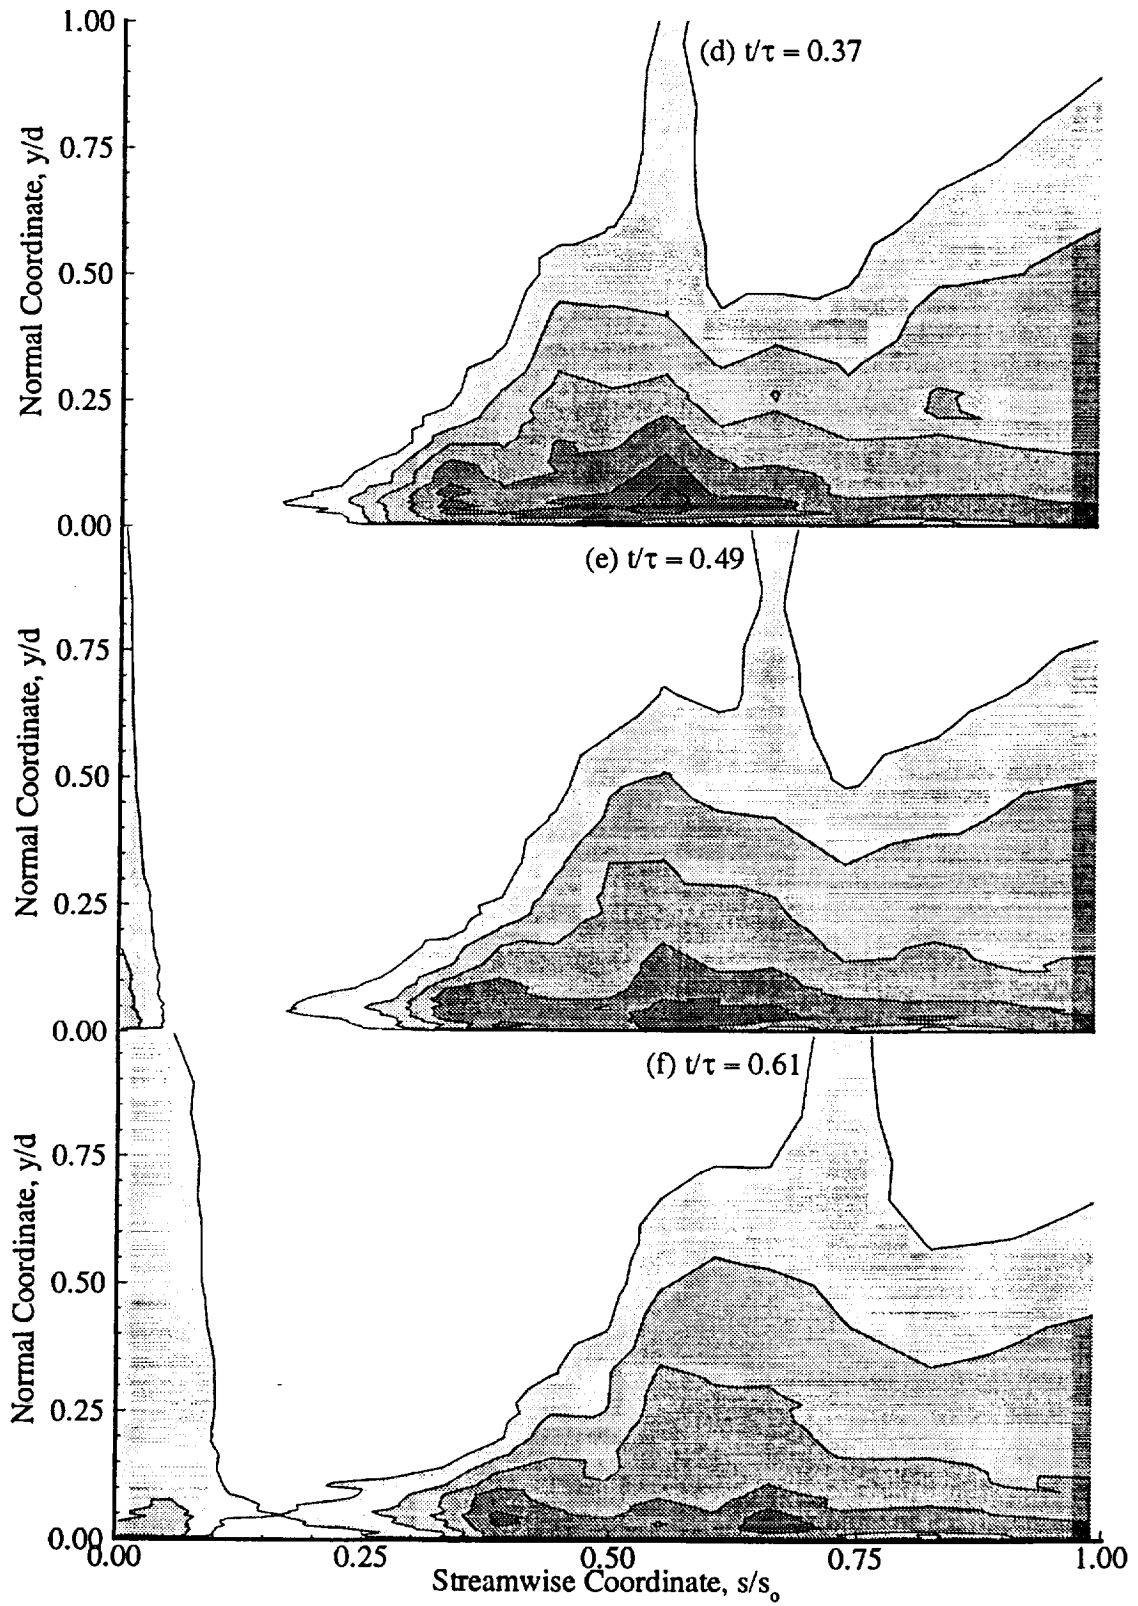 1.00
(d) t/τ = 0.37
0.75
Normal Coordinate, y/d
0.50
0.25
0.00
(e) t/τ = 0.49
0.75
Normal Coordinate, y/d
0.50
0.25
0.00
(f) t/τ = 0.61
0.75
Normal Coordinate, y/d
0.50
0.25
0.00
0.00 0.25 0.50 0.75 1.00
Streamwise Coordinate, s/s₀